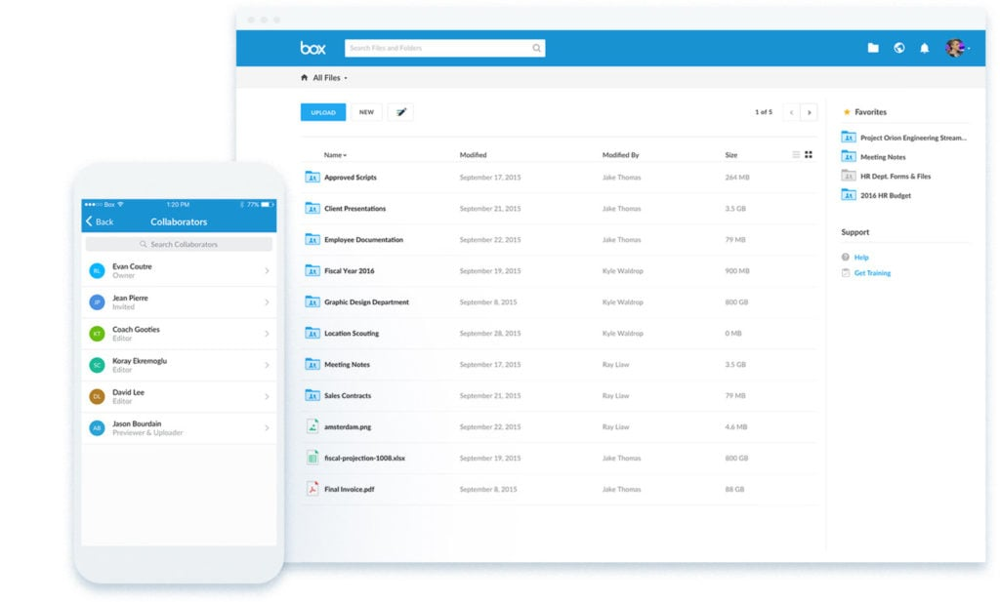 box
Search Files and Folders
All Files
UPLOAD NEW
1 of 5
Name Modified Modified By Size
Approved Scripts September 17, 2015 Jake Thomas 264 MB
Client Presentations September 21, 2015 Jake Thomas 3.5 GB
Employee Documentation September 22, 2015 Jake Thomas 79 MB
Fiscal Year 2016 September 19, 2015 Kyle Waldrop 900 MB
Graphic Design Department September 8, 2015 Kyle Waldrop 800 GB
Location Scouting September 28, 2015 Kyle Waldrop 0 MB
Meeting Notes September 17, 2015 Ray Liaw 3.5 GB
Sales Contracts September 21, 2015 Ray Liaw 79 MB
amsterdam.png September 22, 2015 Ray Liaw 4.6 MB
fiscal-projection-1008.xlsx September 19, 2015 Jake Thomas 800 GB
Final Invoice.pdf September 8, 2015 Jake Thomas 88 GB
Favorites
Project Orion Engineering Stream...
Meeting Notes
HR Dept. Forms & Files
2016 HR Budget
Support
Help
Get Training
Box 1:20 PM 77%
Back Collaborators
Search Collaborators
RL Evan Coutre
Owner
JP Jean Pierre
Invited
KT Coach Gooties
Editor
SC Koray Ekremoglu
Editor
DL David Lee
Editor
AB Jason Bourdain
Previewer & Uploader